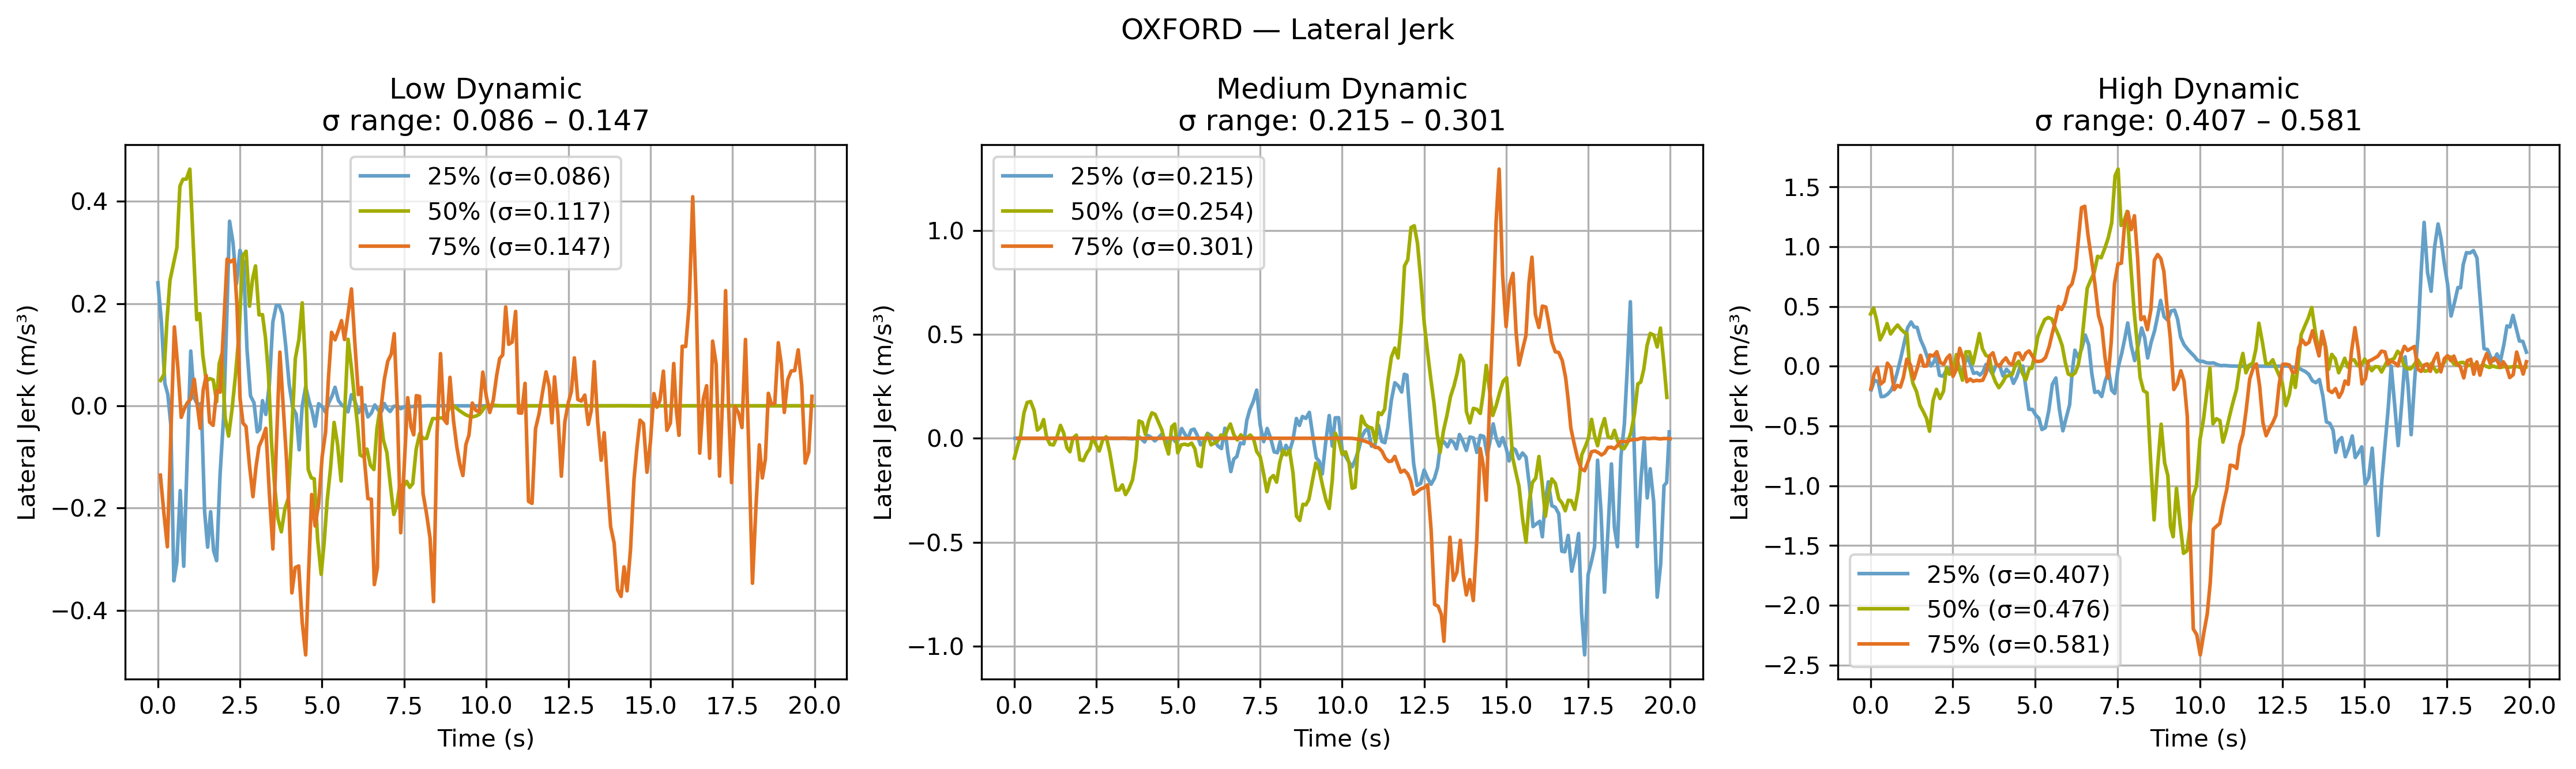 OXFORD — Lateral Jerk
Low Dynamic
σ range: 0.086 – 0.147
25% (σ=0.086)
50% (σ=0.117)
75% (σ=0.147)
Lateral Jerk (m/s³)
0.4
0.2
0.0
−0.2
−0.4
0.0 2.5 5.0 7.5 10.0 12.5 15.0 17.5 20.0
Time (s)
Medium Dynamic
σ range: 0.215 – 0.301
25% (σ=0.215)
50% (σ=0.254)
75% (σ=0.301)
Lateral Jerk (m/s³)
1.0
0.5
0.0
−0.5
−1.0
0.0 2.5 5.0 7.5 10.0 12.5 15.0 17.5 20.0
Time (s)
High Dynamic
σ range: 0.407 – 0.581
Lateral Jerk (m/s³)
1.5
1.0
0.5
0.0
−0.5
−1.0
−1.5
−2.0
−2.5
25% (σ=0.407)
50% (σ=0.476)
75% (σ=0.581)
0.0 2.5 5.0 7.5 10.0 12.5 15.0 17.5 20.0
Time (s)